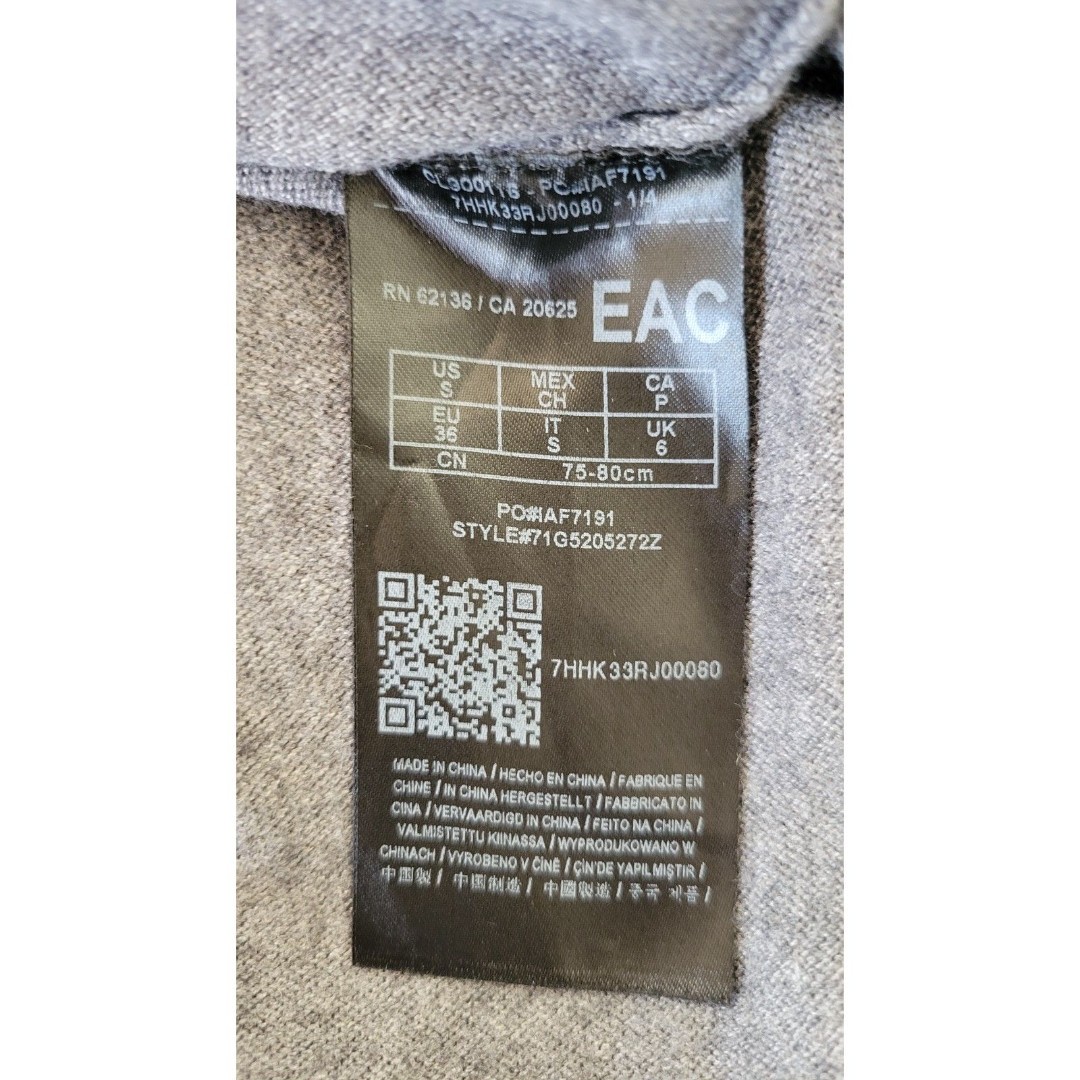 PO#IAF7191
7HHK33RJ00080 - 1/4
RN 62136 / CA 20625
EAC
US S
MEX CH
CA P
EU 36
IT S
UK 6
CN 75-80cm
PO#IAF7191
STYLE#71G5205272Z
7HHK33RJ00080
MADE IN CHINA / HECHO EN CHINA / FABRIQUE EN
CHINE / IN CHINA HERGESTELLT / FABBRICATO IN
CINA / VERVAARDIGD IN CHINA / FEITO NA CHINA /
VALMISTETTU KIINASSA / WYPRODUKOWANO W
CHINACH / VYROBENO V ČÍNĚ / ÇİN'DE YAPILMIŞTIR /
中国製 / 中国制造 / 中國製造 / 중국 제품 /